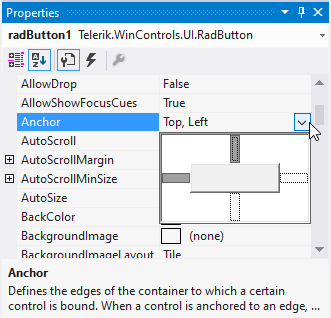 Properties
radButton1 Telerik.WinControls.UI.RadButton
AllowDrop False
AllowShowFocusCues True
Anchor Top, Left
AutoScroll
AutoScrollMargin
AutoScrollMinSize
AutoSize
BackColor
BackgroundImage (none)
BackgroundImageLayout Tile
Anchor
Defines the edges of the container to which a certain
control is bound. When a control is anchored to an edge, ...